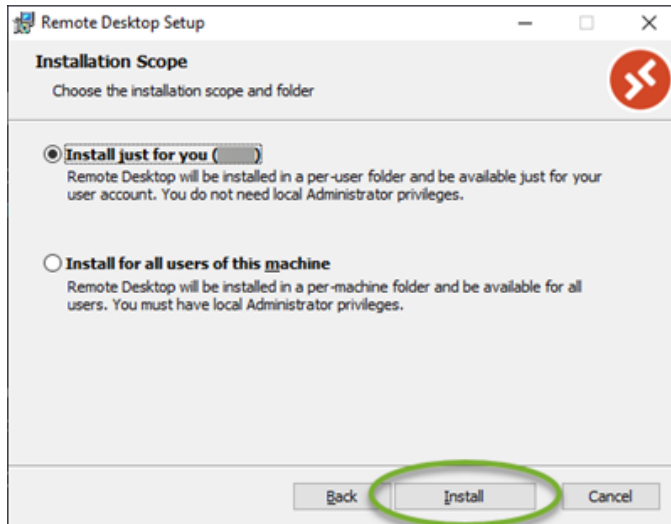 Remote Desktop Setup
Installation Scope
Choose the installation scope and folder
Install just for you ( )
Remote Desktop will be installed in a per-user folder and be available just for your
user account. You do not need local Administrator privileges.
Install for all users of this machine
Remote Desktop will be installed in a per-machine folder and be available for all
users. You must have local Administrator privileges.
Back Install Cancel